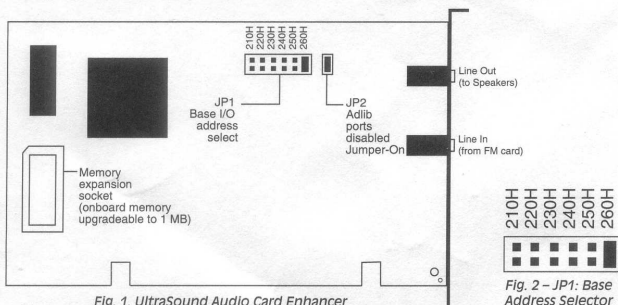 210H
220H
230H
240H
250H
260H
JP1
Base I/O
address
select
JP2
Adlib
ports
disabled
Jumper-On
Line Out
(to Speakers)
Line In
(from FM card)
Memory
expansion
socket
(onboard memory
upgradeable to 1 MB)
Fig. 1. UltraSound Audio Card Enhancer
210H
220H
230H
240H
250H
260H
Fig. 2 – JP1: Base
Address Selector